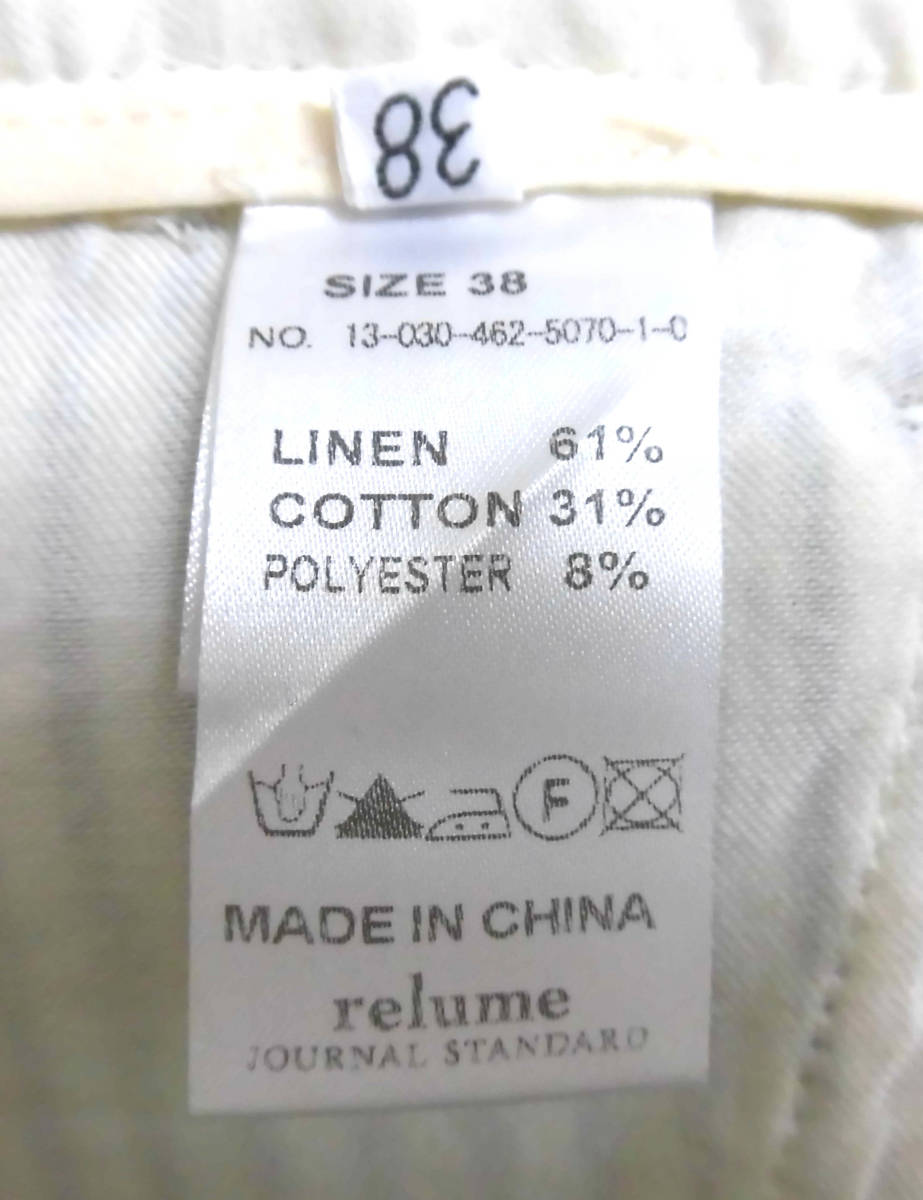 38
SIZE 38
NO. 13-030-462-5070-1-0
LINEN 61%
COTTON 31%
POLYESTER 8%
F
MADE IN CHINA
relume
JOURNAL STANDARD